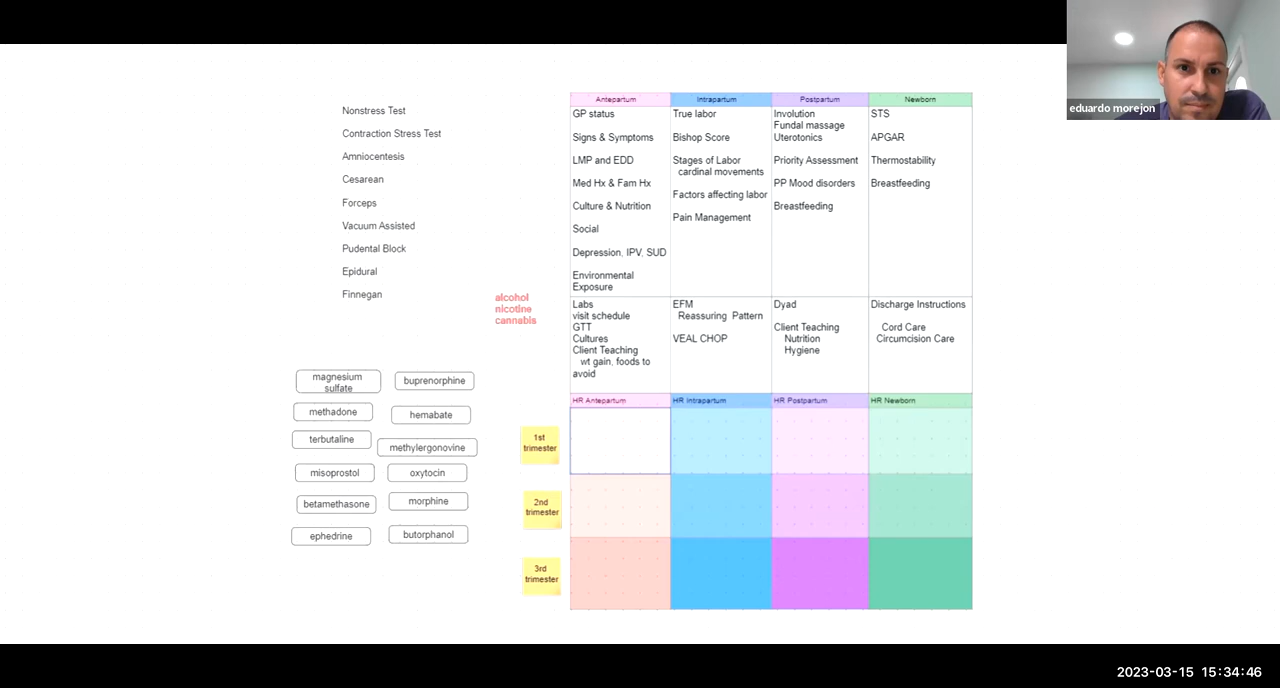 eduardo morejon
Nonstress Test
Contraction Stress Test
Amniocentesis
Cesarean
Forceps
Vacuum Assisted
Pudental Block
Epidural
Finnegan
alcohol
nicotine
cannabis
magnesium
sulfate
buprenorphine
methadone
hemabate
terbutaline
methylergonovine
misoprostol
oxytocin
betamethasone
morphine
ephedrine
butorphanol
Antepartum
GP status
Signs & Symptoms
LMP and EDD
Med Hx & Fam Hx
Culture & Nutrition
Social
Depression, IPV, SUD
Environmental
Exposure
Intrapartum
True labor
Bishop Score
Stages of Labor
cardinal movements
Factors affecting labor
Pain Management
Postpartum
Involution
Fundal massage
Uterotonics
Priority Assessment
PP Mood disorders
Breastfeeding
Newborn
STS
APGAR
Thermostability
Breastfeeding
Labs
visit schedule
GTT
Cultures
Client Teaching
wt gain, foods to
avoid
EFM
Reassuring Pattern
VEAL CHOP
Dyad
Client Teaching
Nutrition
Hygiene
Discharge Instructions
Cord Care
Circumcision Care
HR Antepartum
HR Intrapartum
HR Postpartum
HR Newborn
1st
trimester
2nd
trimester
3rd
trimester
2023-03-15 15:34:46